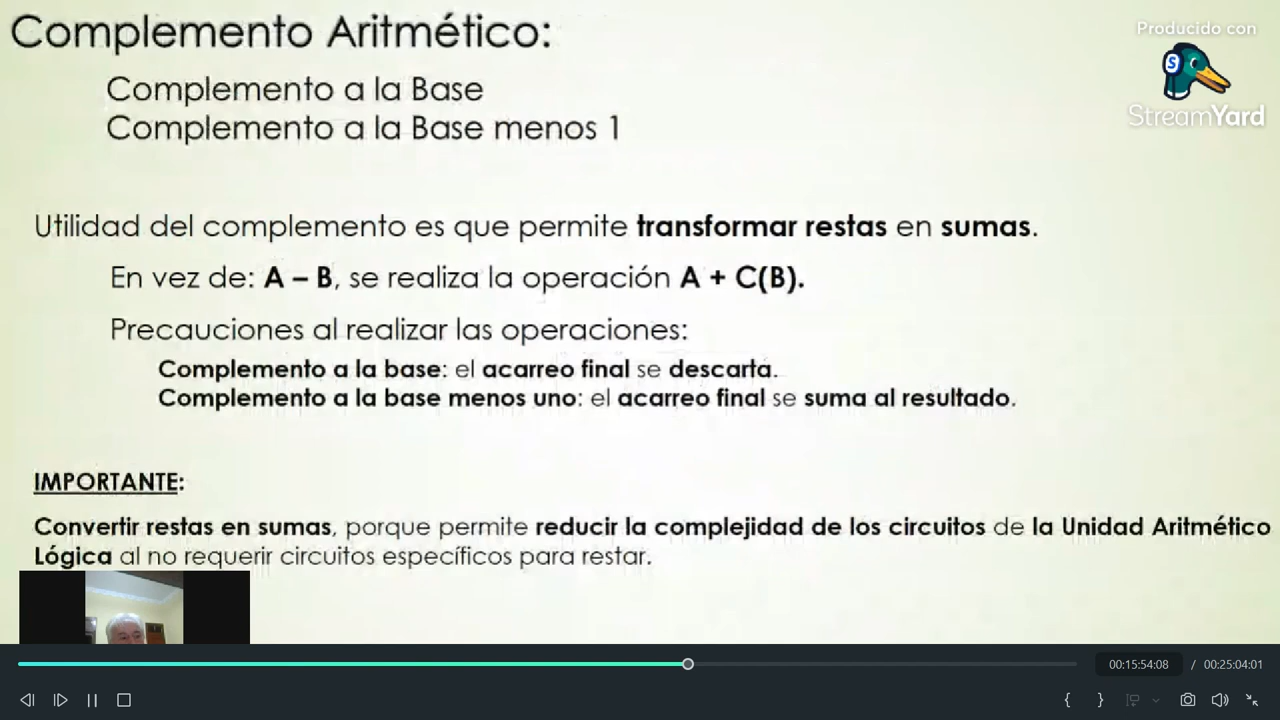 Complemento Aritmético:
Producido con
S
StreamYard
Complemento a la Base
Complemento a la Base menos 1
Utilidad del complemento es que permite transformar restas en sumas.
En vez de: A – B, se realiza la operación A + C(B).
Precauciones al realizar las operaciones:
Complemento a la base: el acarreo final se descarta.
Complemento a la base menos uno: el acarreo final se suma al resultado.
IMPORTANTE:
Convertir restas en sumas, porque permite reducir la complejidad de los circuitos de la Unidad Aritmético
Lógica al no requerir circuitos específicos para restar.
00:15:54:08 / 00:25:04:01
{ }